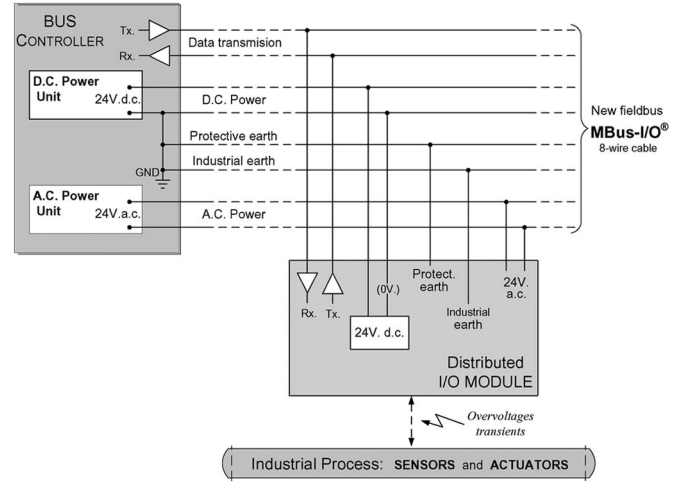 BUS
CONTROLLER
Tx.
Rx.
Data transmision
D.C. Power
Unit
24V.d.c.
D.C. Power
Protective earth
Industrial earth
GND
A.C. Power
Unit
24V.a.c.
A.C. Power
New fieldbus
MBus-I/O®
8-wire cable
Rx.
Tx.
(0V.)
24V. d.c.
Protect.
earth
Industrial
earth
24V.
a.c.
Distributed
I/O MODULE
Overvoltages
transients
Industrial Process: SENSORS and ACTUATORS